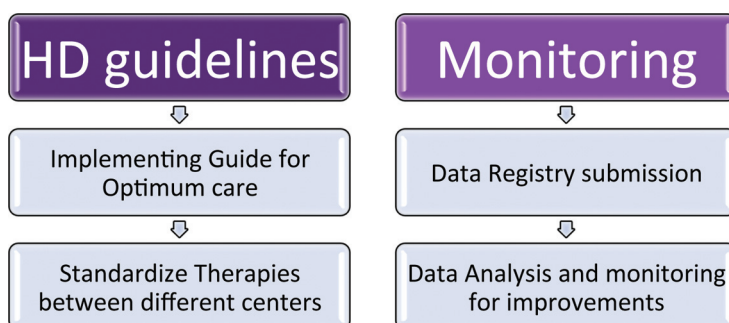 HD guidelines
Implementing Guide for
Optimum care
Standardize Therapies
between different centers
Monitoring
Data Registry submission
Data Analysis and monitoring
for improvements